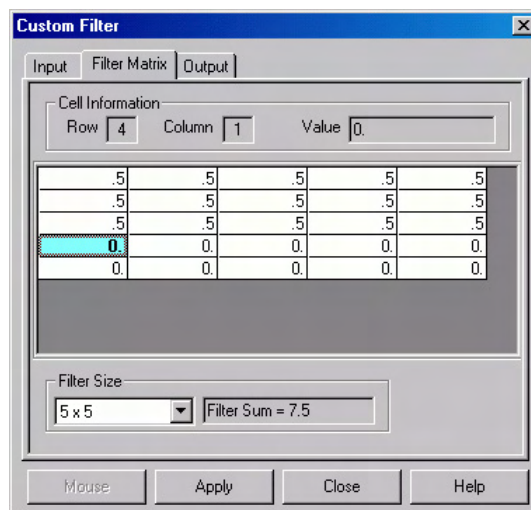 Custom Filter
Input Filter Matrix Output
Cell Information
Row 4 Column 1 Value 0.
.5 .5 .5 .5 .5
.5 .5 .5 .5 .5
.5 .5 .5 .5 .5
0. 0. 0. 0. 0.
0. 0. 0. 0. 0.
Filter Size
5 x 5 Filter Sum = 7.5
Mouse Apply Close Help